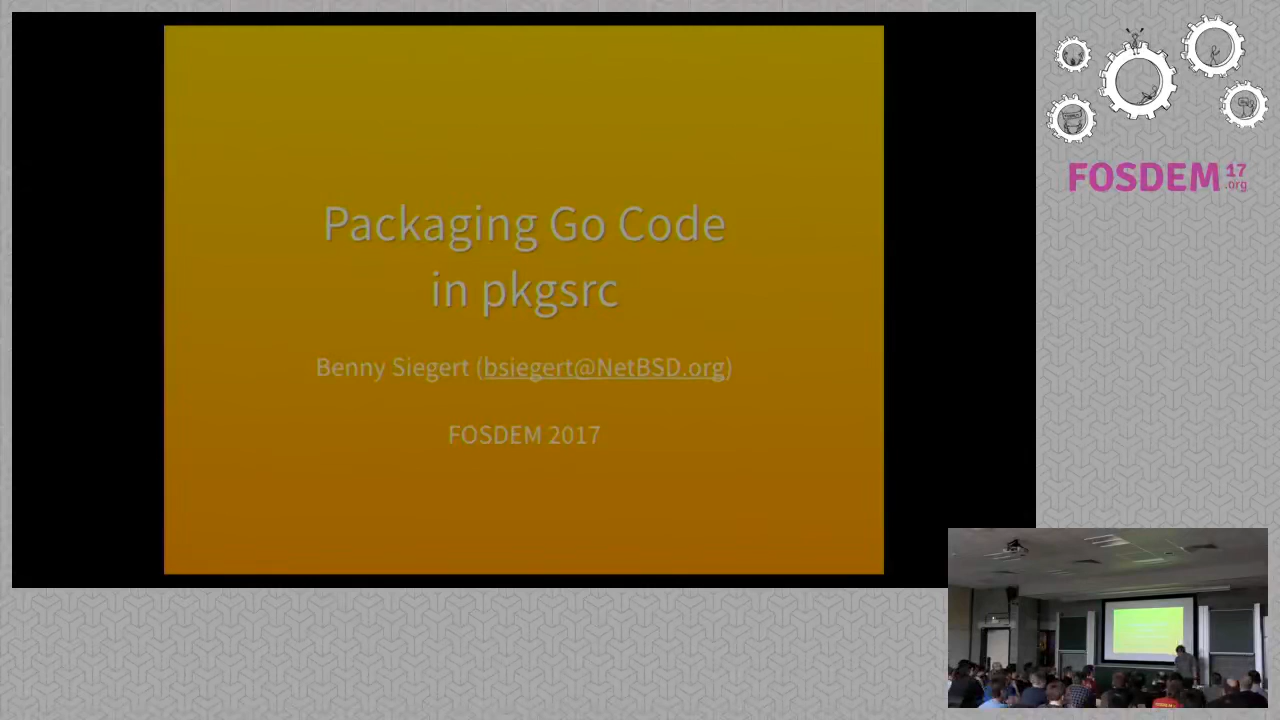 Packaging Go Code
in pkgsrc
Benny Siegert (bsiegert@NetBSD.org)
FOSDEM 2017
FOSDEM 17
.org